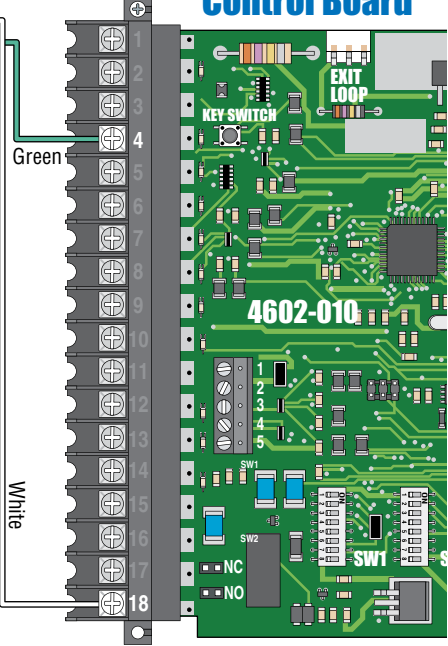 Control Board
1
2
3
4
5
6
7
8
9
10
11
12
13
14
15
16
17
18
Green
White
EXIT
LOOP
KEY SWITCH
4602-010
1
2
3
4
5
SW1
SW2
NC
NO
ON
SW1
ON